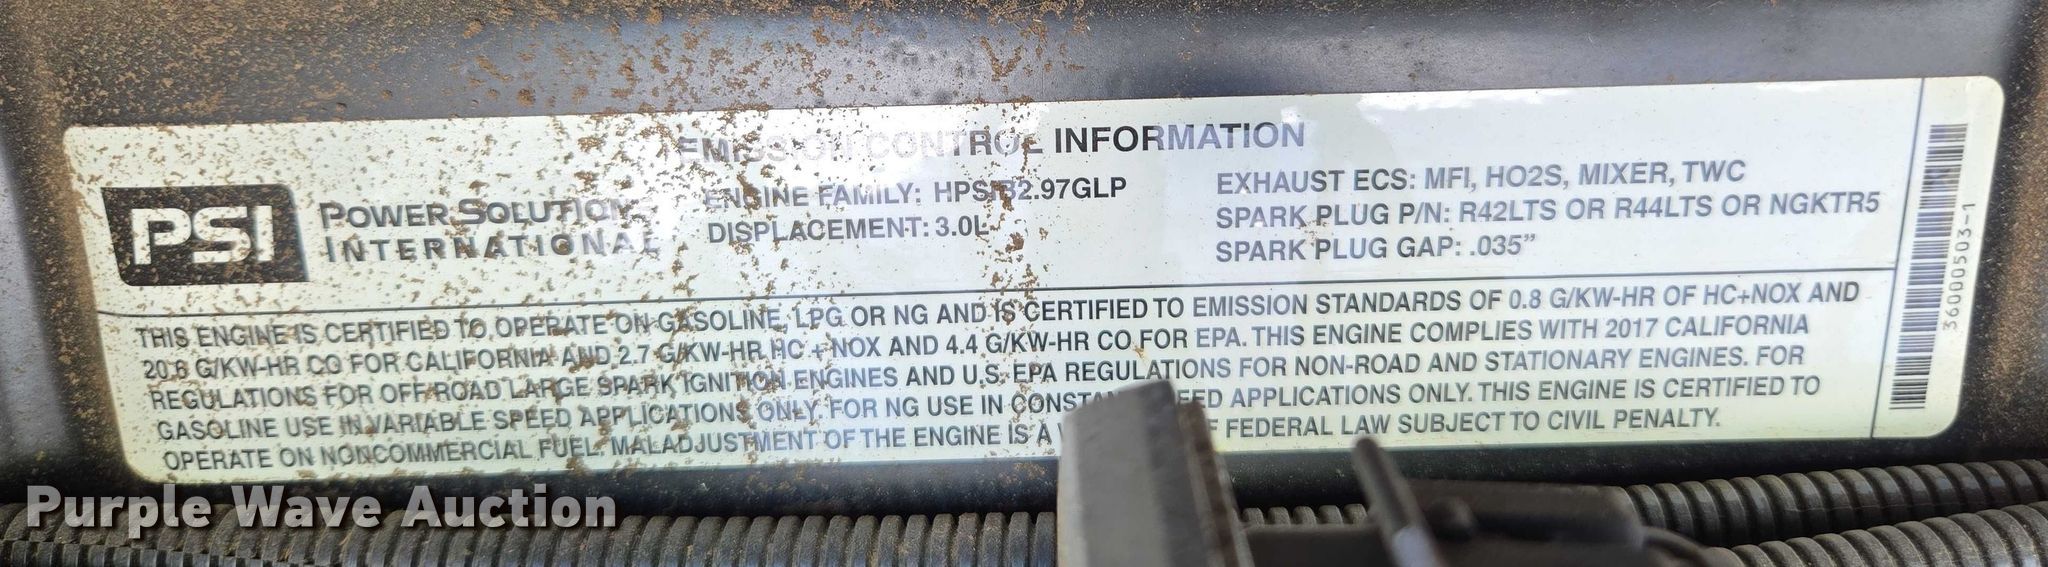 EMISSION CONTROL INFORMATION
PSI
POWER SOLUTIONS
INTERNATIONAL
ENGINE FAMILY: HPSIB2.97GLP
DISPLACEMENT: 3.0L
EXHAUST ECS: MFI, HO2S, MIXER, TWC
SPARK PLUG P/N: R42LTS OR R44LTS OR NGKTR5
SPARK PLUG GAP: .035”
THIS ENGINE IS CERTIFIED TO OPERATE ON GASOLINE, LPG OR NG AND IS CERTIFIED TO EMISSION STANDARDS OF 0.8 G/KW-HR OF HC+NOX AND
20.6 G/KW-HR CO FOR CALIFORNIA AND 2.7 G/KW-HR HC + NOX AND 4.4 G/KW-HR CO FOR EPA. THIS ENGINE COMPLIES WITH 2017 CALIFORNIA
REGULATIONS FOR OFF-ROAD LARGE SPARK IGNITION ENGINES AND U.S. EPA REGULATIONS FOR NON-ROAD AND STATIONARY ENGINES. FOR
GASOLINE USE IN VARIABLE SPEED APPLICATIONS ONLY. FOR NG USE IN CONSTA EED APPLICATIONS ONLY. THIS ENGINE IS CERTIFIED TO
OPERATE ON NONCOMMERCIAL FUEL. MALADJUSTMENT OF THE ENGINE IS A V F FEDERAL LAW SUBJECT TO CIVIL PENALTY.
36000503-1
Purple Wave Auction